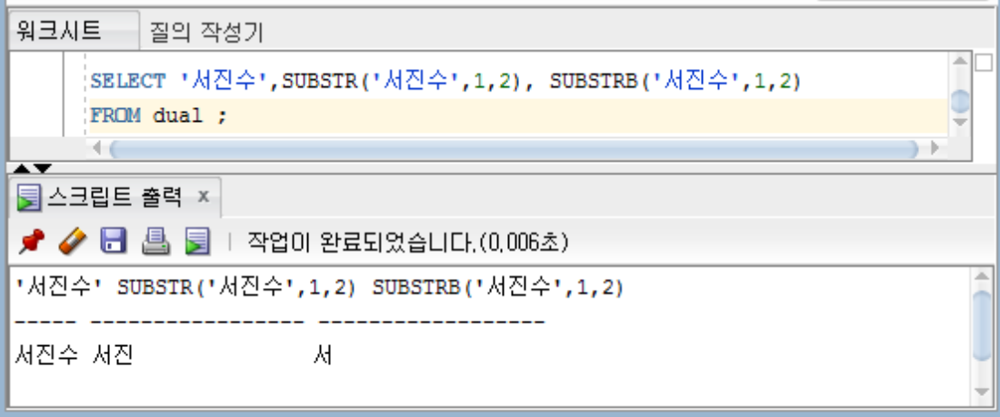 워크시트 질의 작성기
SELECT '서진수',SUBSTR('서진수',1,2), SUBSTRB('서진수',1,2)
FROM dual ;
스크립트 출력 x
작업이 완료되었습니다.(0,006초)
'서진수' SUBSTR('서진수',1,2) SUBSTRB('서진수',1,2)
----- ----------------- ------------------
서진수 서진 서